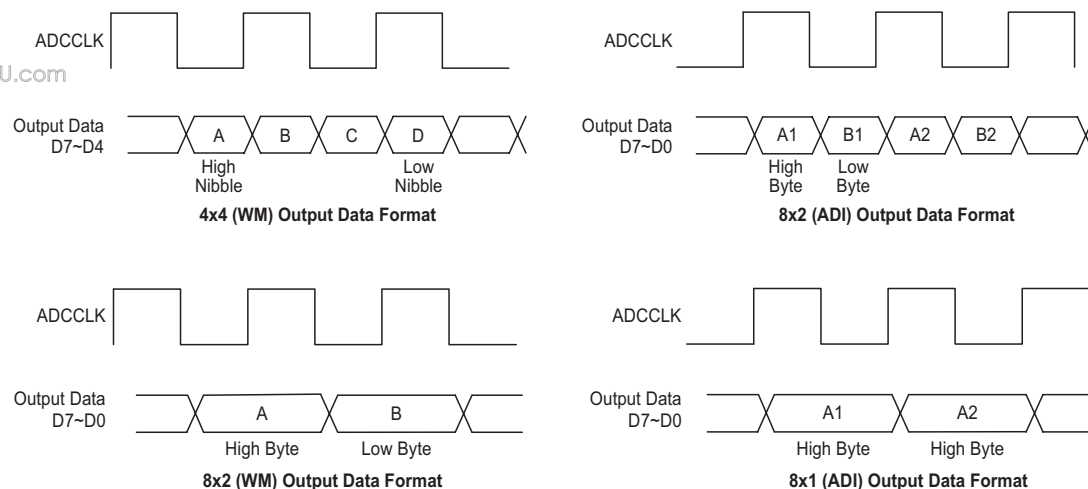 ADCCLK
U.com
Output Data
D7~D4
A B C D
High
Nibble
Low
Nibble
4x4 (WM) Output Data Format
ADCCLK
Output Data
D7~D0
A1 B1 A2 B2
High
Byte
Low
Byte
8x2 (ADI) Output Data Format
ADCCLK
Output Data
D7~D0
A B
High Byte Low Byte
8x2 (WM) Output Data Format
ADCCLK
Output Data
D7~D0
A1 A2
High Byte High Byte
8x1 (ADI) Output Data Format